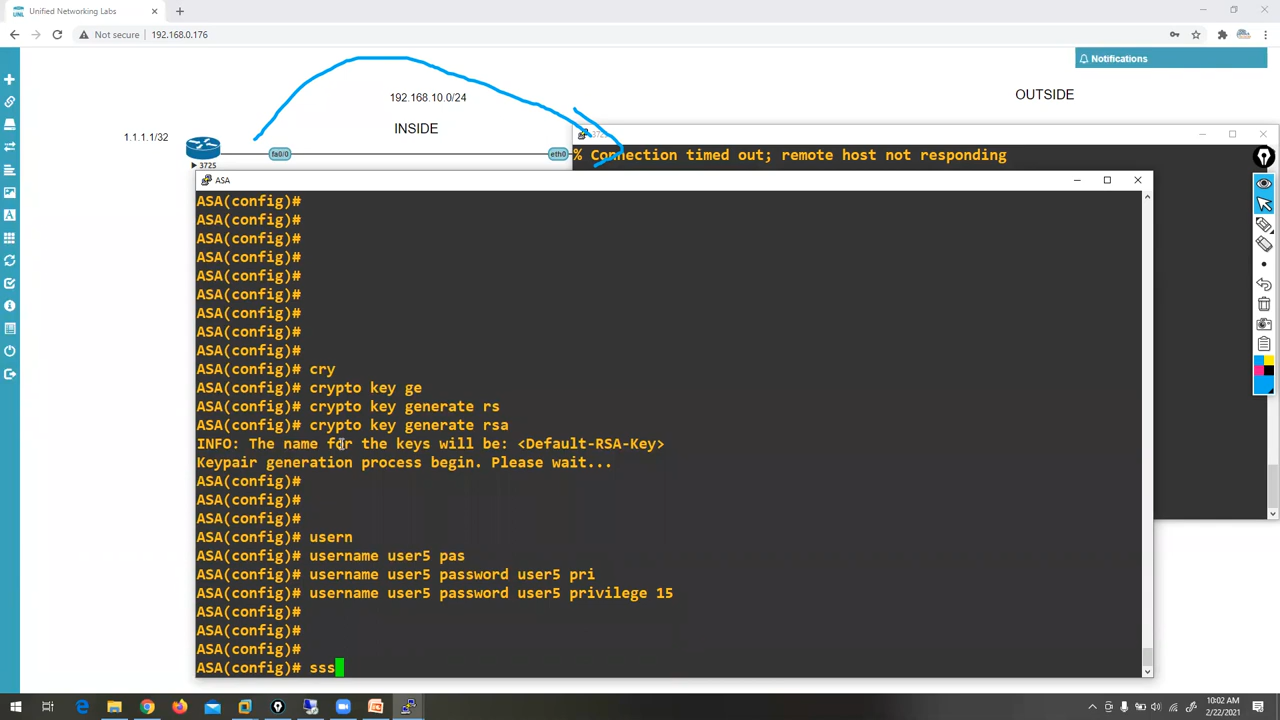 Unified Networking Labs
Not secure
192.168.0.176
Notifications
OUTSIDE
192.168.10.0/24
INSIDE
1.1.1.1/32
fa0/0
eth0
3725
% Connection timed out; remote host not responding
ASA
ASA(config)#
ASA(config)#
ASA(config)#
ASA(config)#
ASA(config)#
ASA(config)#
ASA(config)#
ASA(config)#
ASA(config)#
ASA(config)# cry
ASA(config)# crypto key ge
ASA(config)# crypto key generate rs
ASA(config)# crypto key generate rsa
INFO: The name for the keys will be: <Default-RSA-Key>
Keypair generation process begin. Please wait...
ASA(config)#
ASA(config)#
ASA(config)#
ASA(config)# usern
ASA(config)# username user5 pas
ASA(config)# username user5 password user5 pri
ASA(config)# username user5 password user5 privilege 15
ASA(config)#
ASA(config)#
ASA(config)#
ASA(config)# sss
10:02 AM
2/22/2021